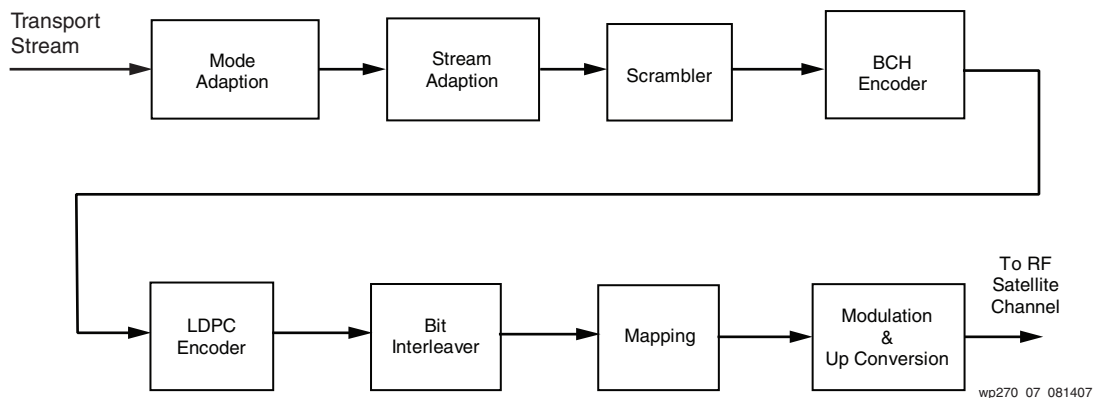 Transport
Stream
Mode
Adaption
Stream
Adaption
Scrambler
BCH
Encoder
LDPC
Encoder
Bit
Interleaver
Mapping
Modulation
&
Up Conversion
To RF
Satellite
Channel
wp270_07_081407